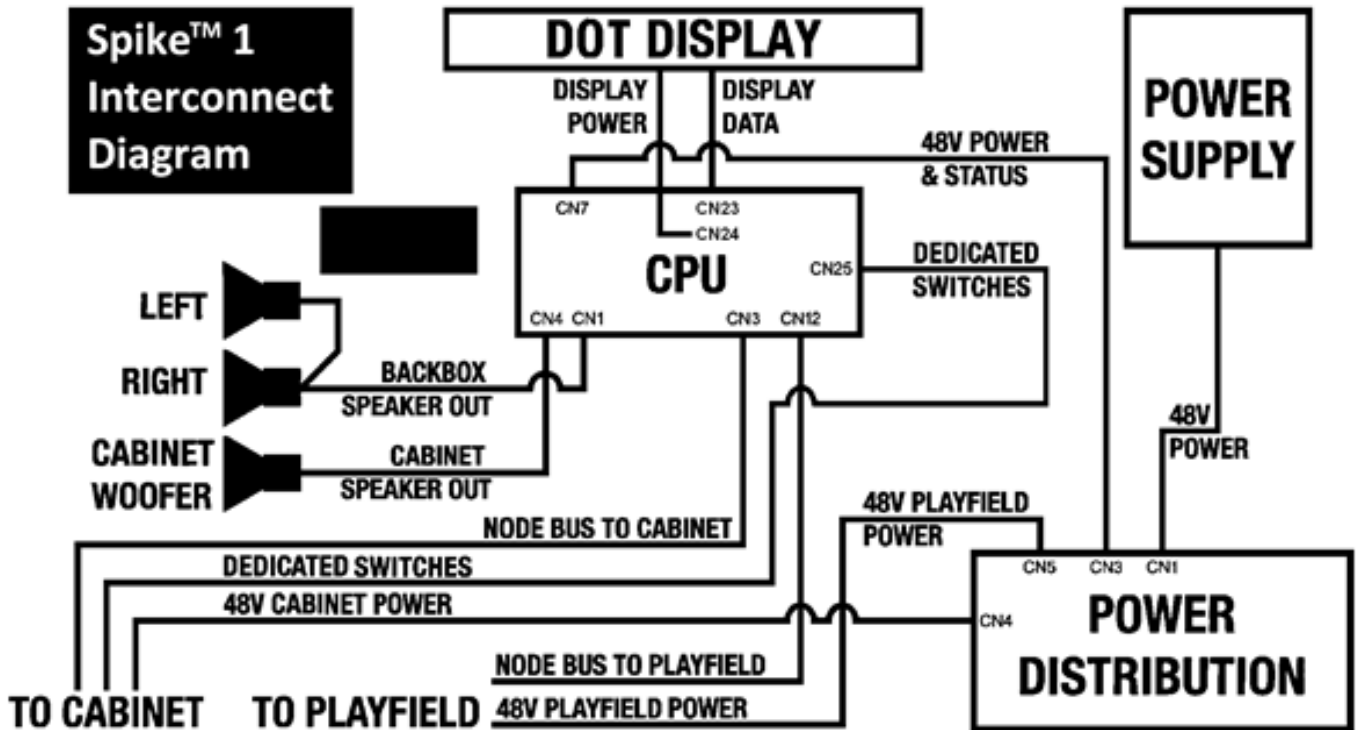 Spike™ 1
Interconnect
Diagram
DOT DISPLAY
DISPLAY
POWER
DISPLAY
DATA
POWER
SUPPLY
48V POWER
& STATUS
CN7
CN23
CN24
CN25
CPU
CN4 CN1
CN3 CN12
DEDICATED
SWITCHES
LEFT
RIGHT
BACKBOX
SPEAKER OUT
CABINET
WOOFER
CABINET
SPEAKER OUT
48V
POWER
48V PLAYFIELD
POWER
NODE BUS TO CABINET
DEDICATED SWITCHES
48V CABINET POWER
CN5 CN3 CN1
CN4
POWER
DISTRIBUTION
NODE BUS TO PLAYFIELD
48V PLAYFIELD POWER
TO CABINET
TO PLAYFIELD